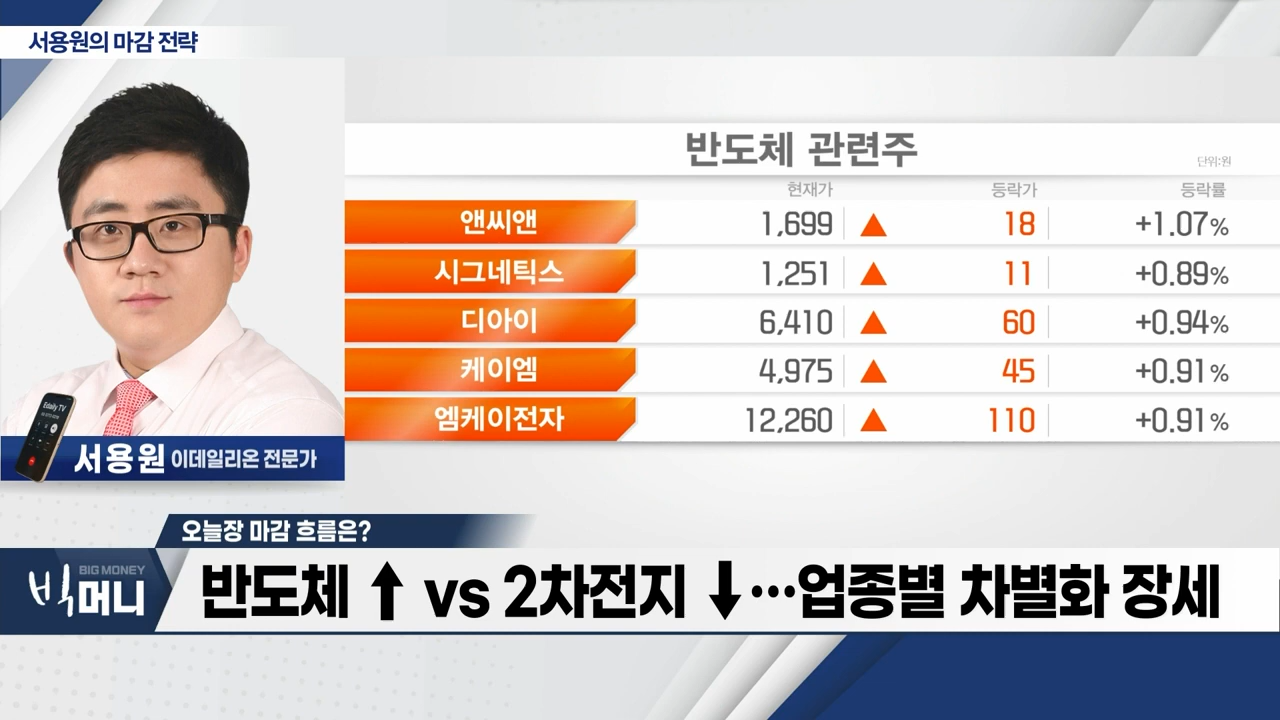 서용원의 마감 전략
반도체 관련주
단위:원
현재가 등락가 등락률
앤씨앤 1,699 ▲ 18 +1.07%
시그네틱스 1,251 ▲ 11 +0.89%
디아이 6,410 ▲ 60 +0.94%
케이엠 4,975 ▲ 45 +0.91%
엠케이전자 12,260 ▲ 110 +0.91%
Edaily TV
서용원 이데일리온 전문가
오늘장 마감 흐름은?
BIG MONEY
빅머니
반도체 ↑ vs 2차전지 ↓…업종별 차별화 장세